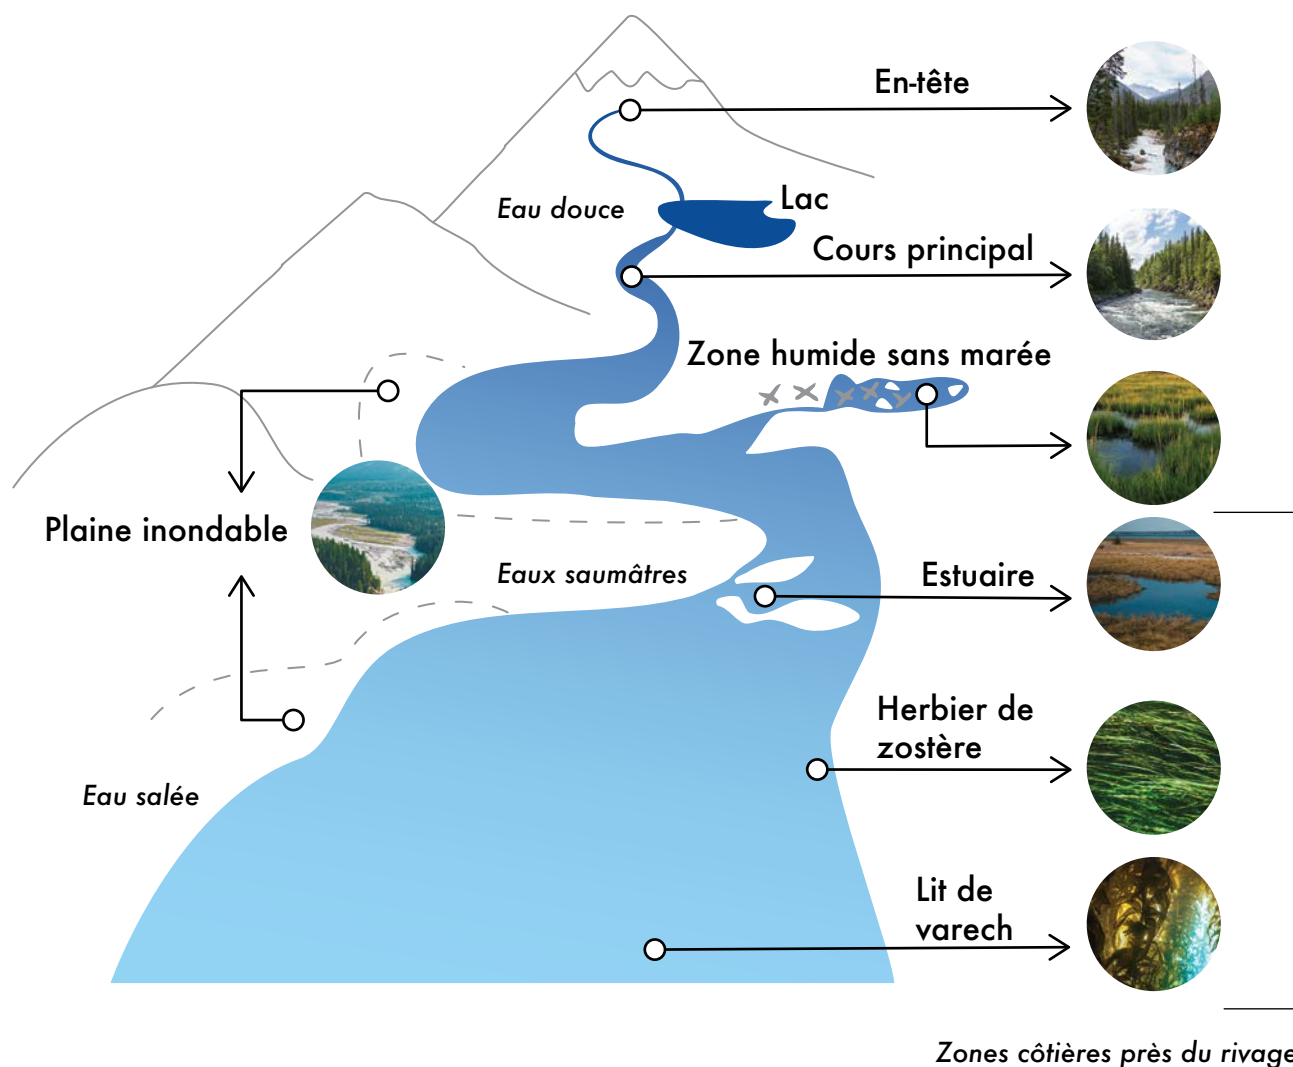 En-tête
Eau douce
Lac
Cours principal
Zone humide sans marée
Plaine inondable
Eaux saumâtres
Estuaire
Herbier de
zostère
Eau salée
Lit de
varech
Zones côtières près du rivage